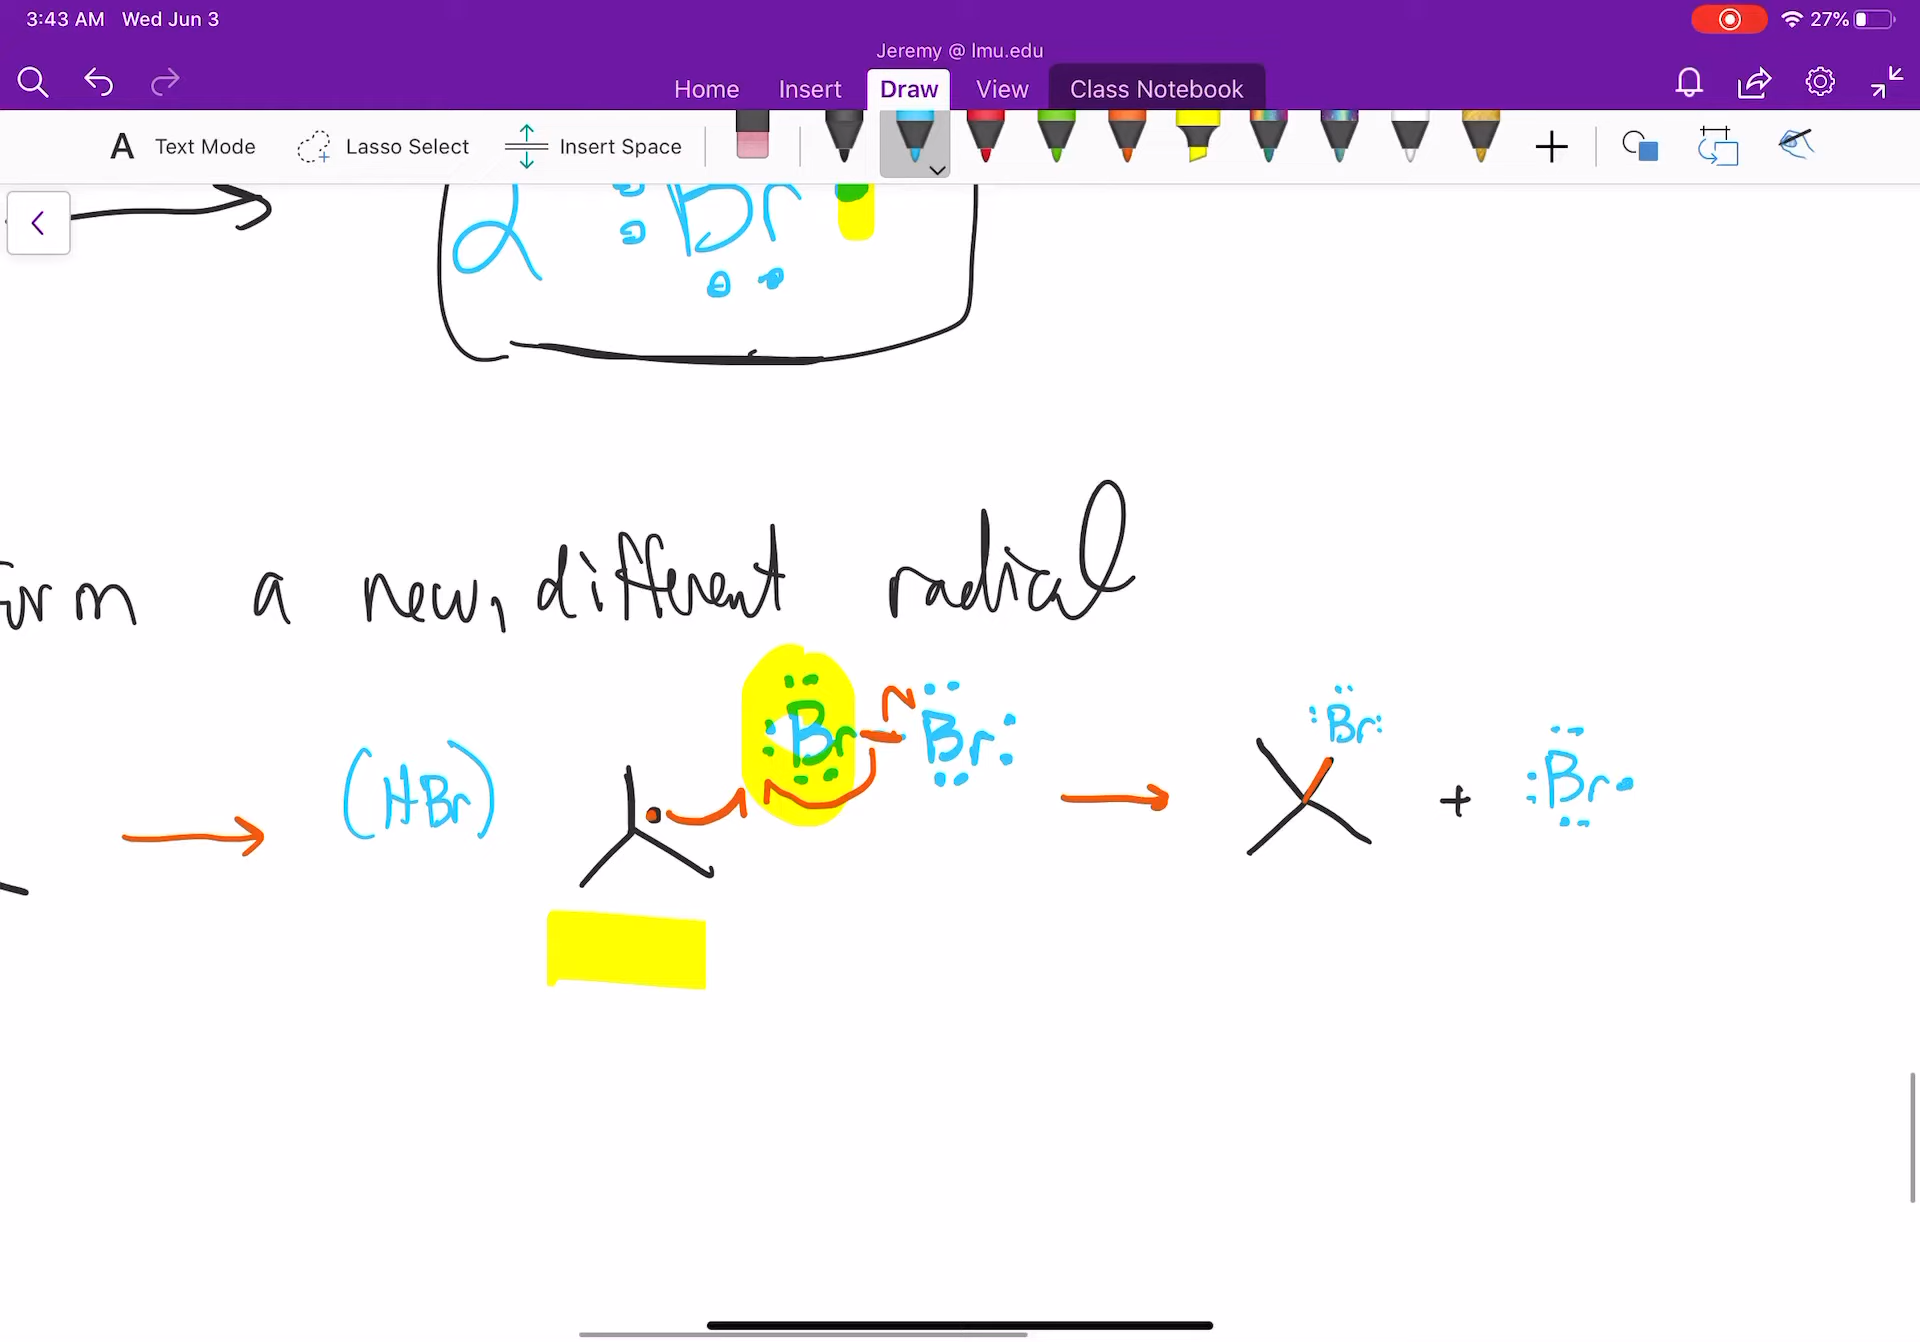 3:43 AM Wed Jun 3
27%
Jeremy @ lmu.edu
Home Insert Draw View Class Notebook
A Text Mode Lasso Select Insert Space
2 Br
a new, different radical
(HBr) Br Br Br + Br